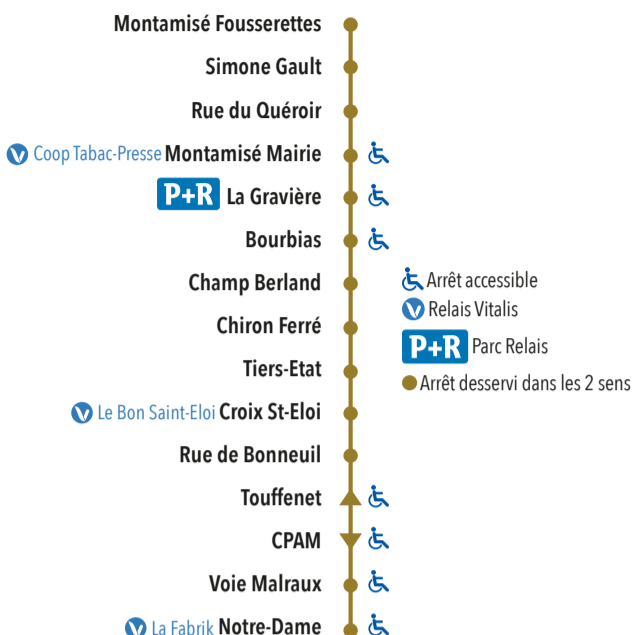 Montamisé Fousserettes
Simone Gault
Rue du Quéroir
Coop Tabac-Presse Montamisé Mairie
P+R La Gravière
Bourbias
Champ Berland
Arrêt accessible
Relais Vitalis
Chiron Ferré
P+R Parc Relais
Tiers-Etat
Arrêt desservi dans les 2 sens
Le Bon Saint-Eloi Croix St-Eloi
Rue de Bonneuil
Touffenet
CPAM
Voie Malraux
La Fabrik Notre-Dame